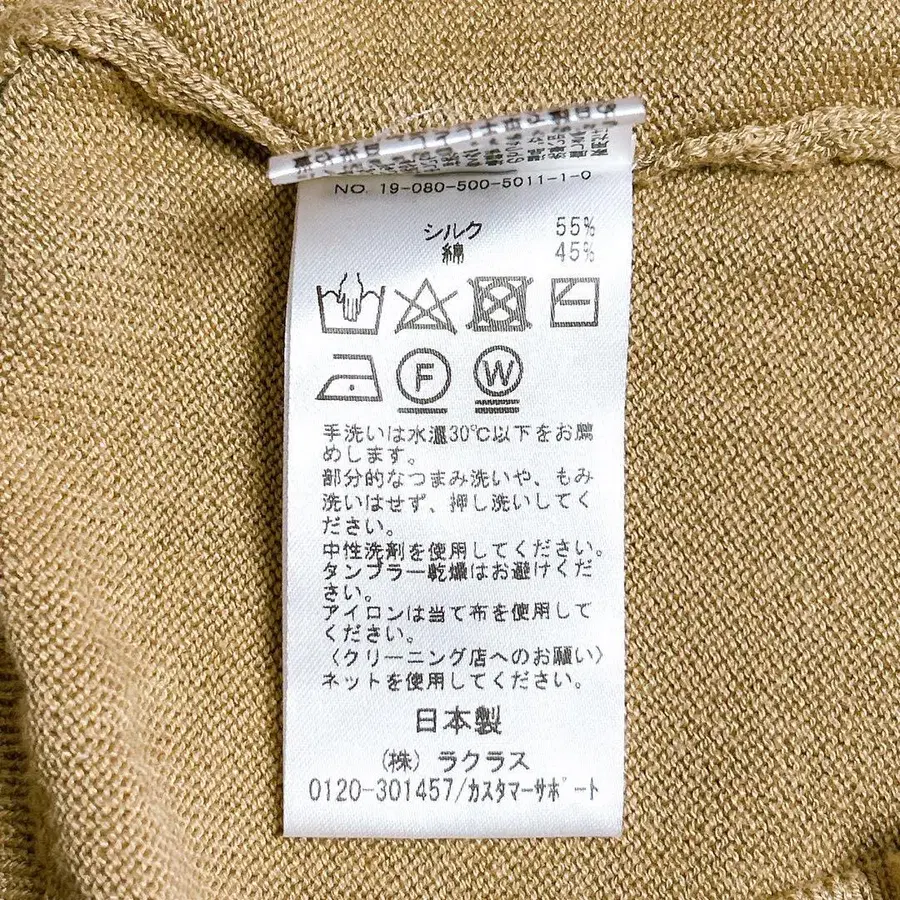 NO. 19-080-500-5011-1-0
シルク 55%
綿 45%
F W
手洗いは水温30℃以下をお薦
めします。
部分的なつまみ洗いや、もみ
洗いはせず、押し洗いしてく
ださい。
中性洗剤を使用してください。
タンブラー乾燥はお避けくだ
さい。
アイロンは当て布を使用して
ください。
〈クリーニング店へのお願い〉
ネットを使用してください。
日本製
(株) ラクラス
0120-301457/カスタマーサポート